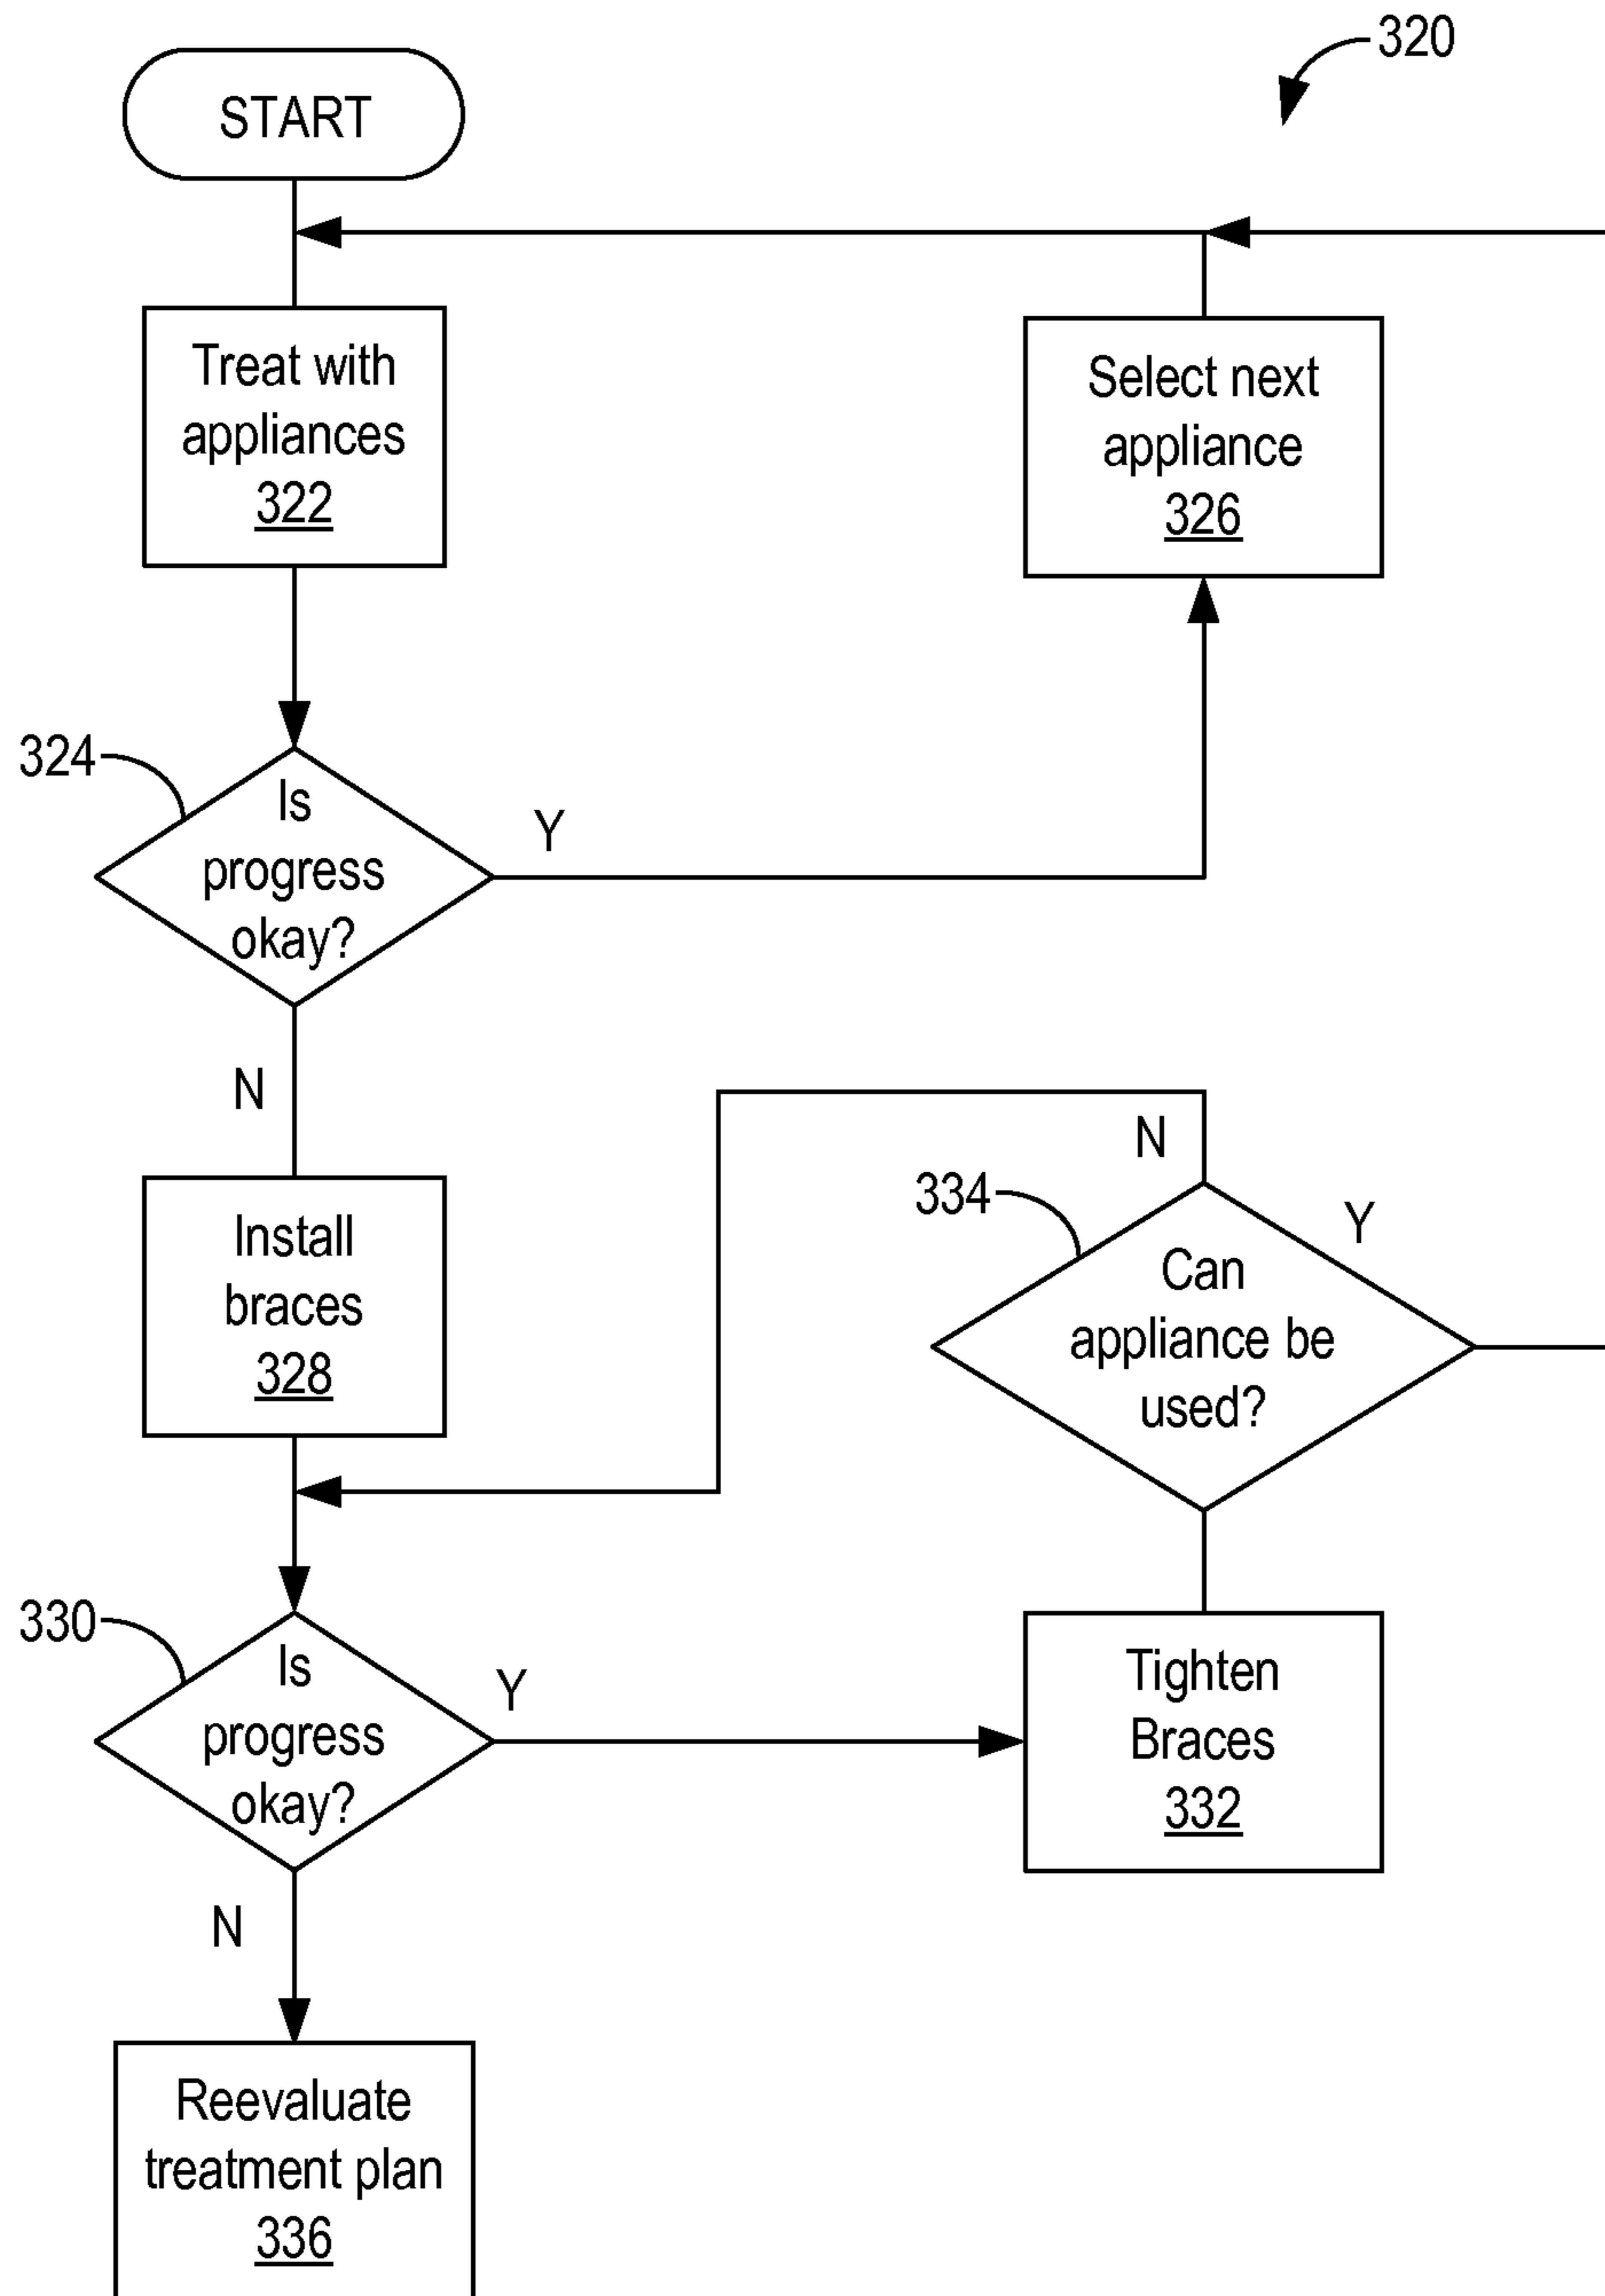 320
START
Treat with
appliances
322
Select next
appliance
326
324
Is
progress
okay?
Y
N
Install
braces
328
N
334
Y
Can
appliance be
used?
330
Is
progress
okay?
Y
Tighten
Braces
332
N
Reevaluate
treatment plan
336